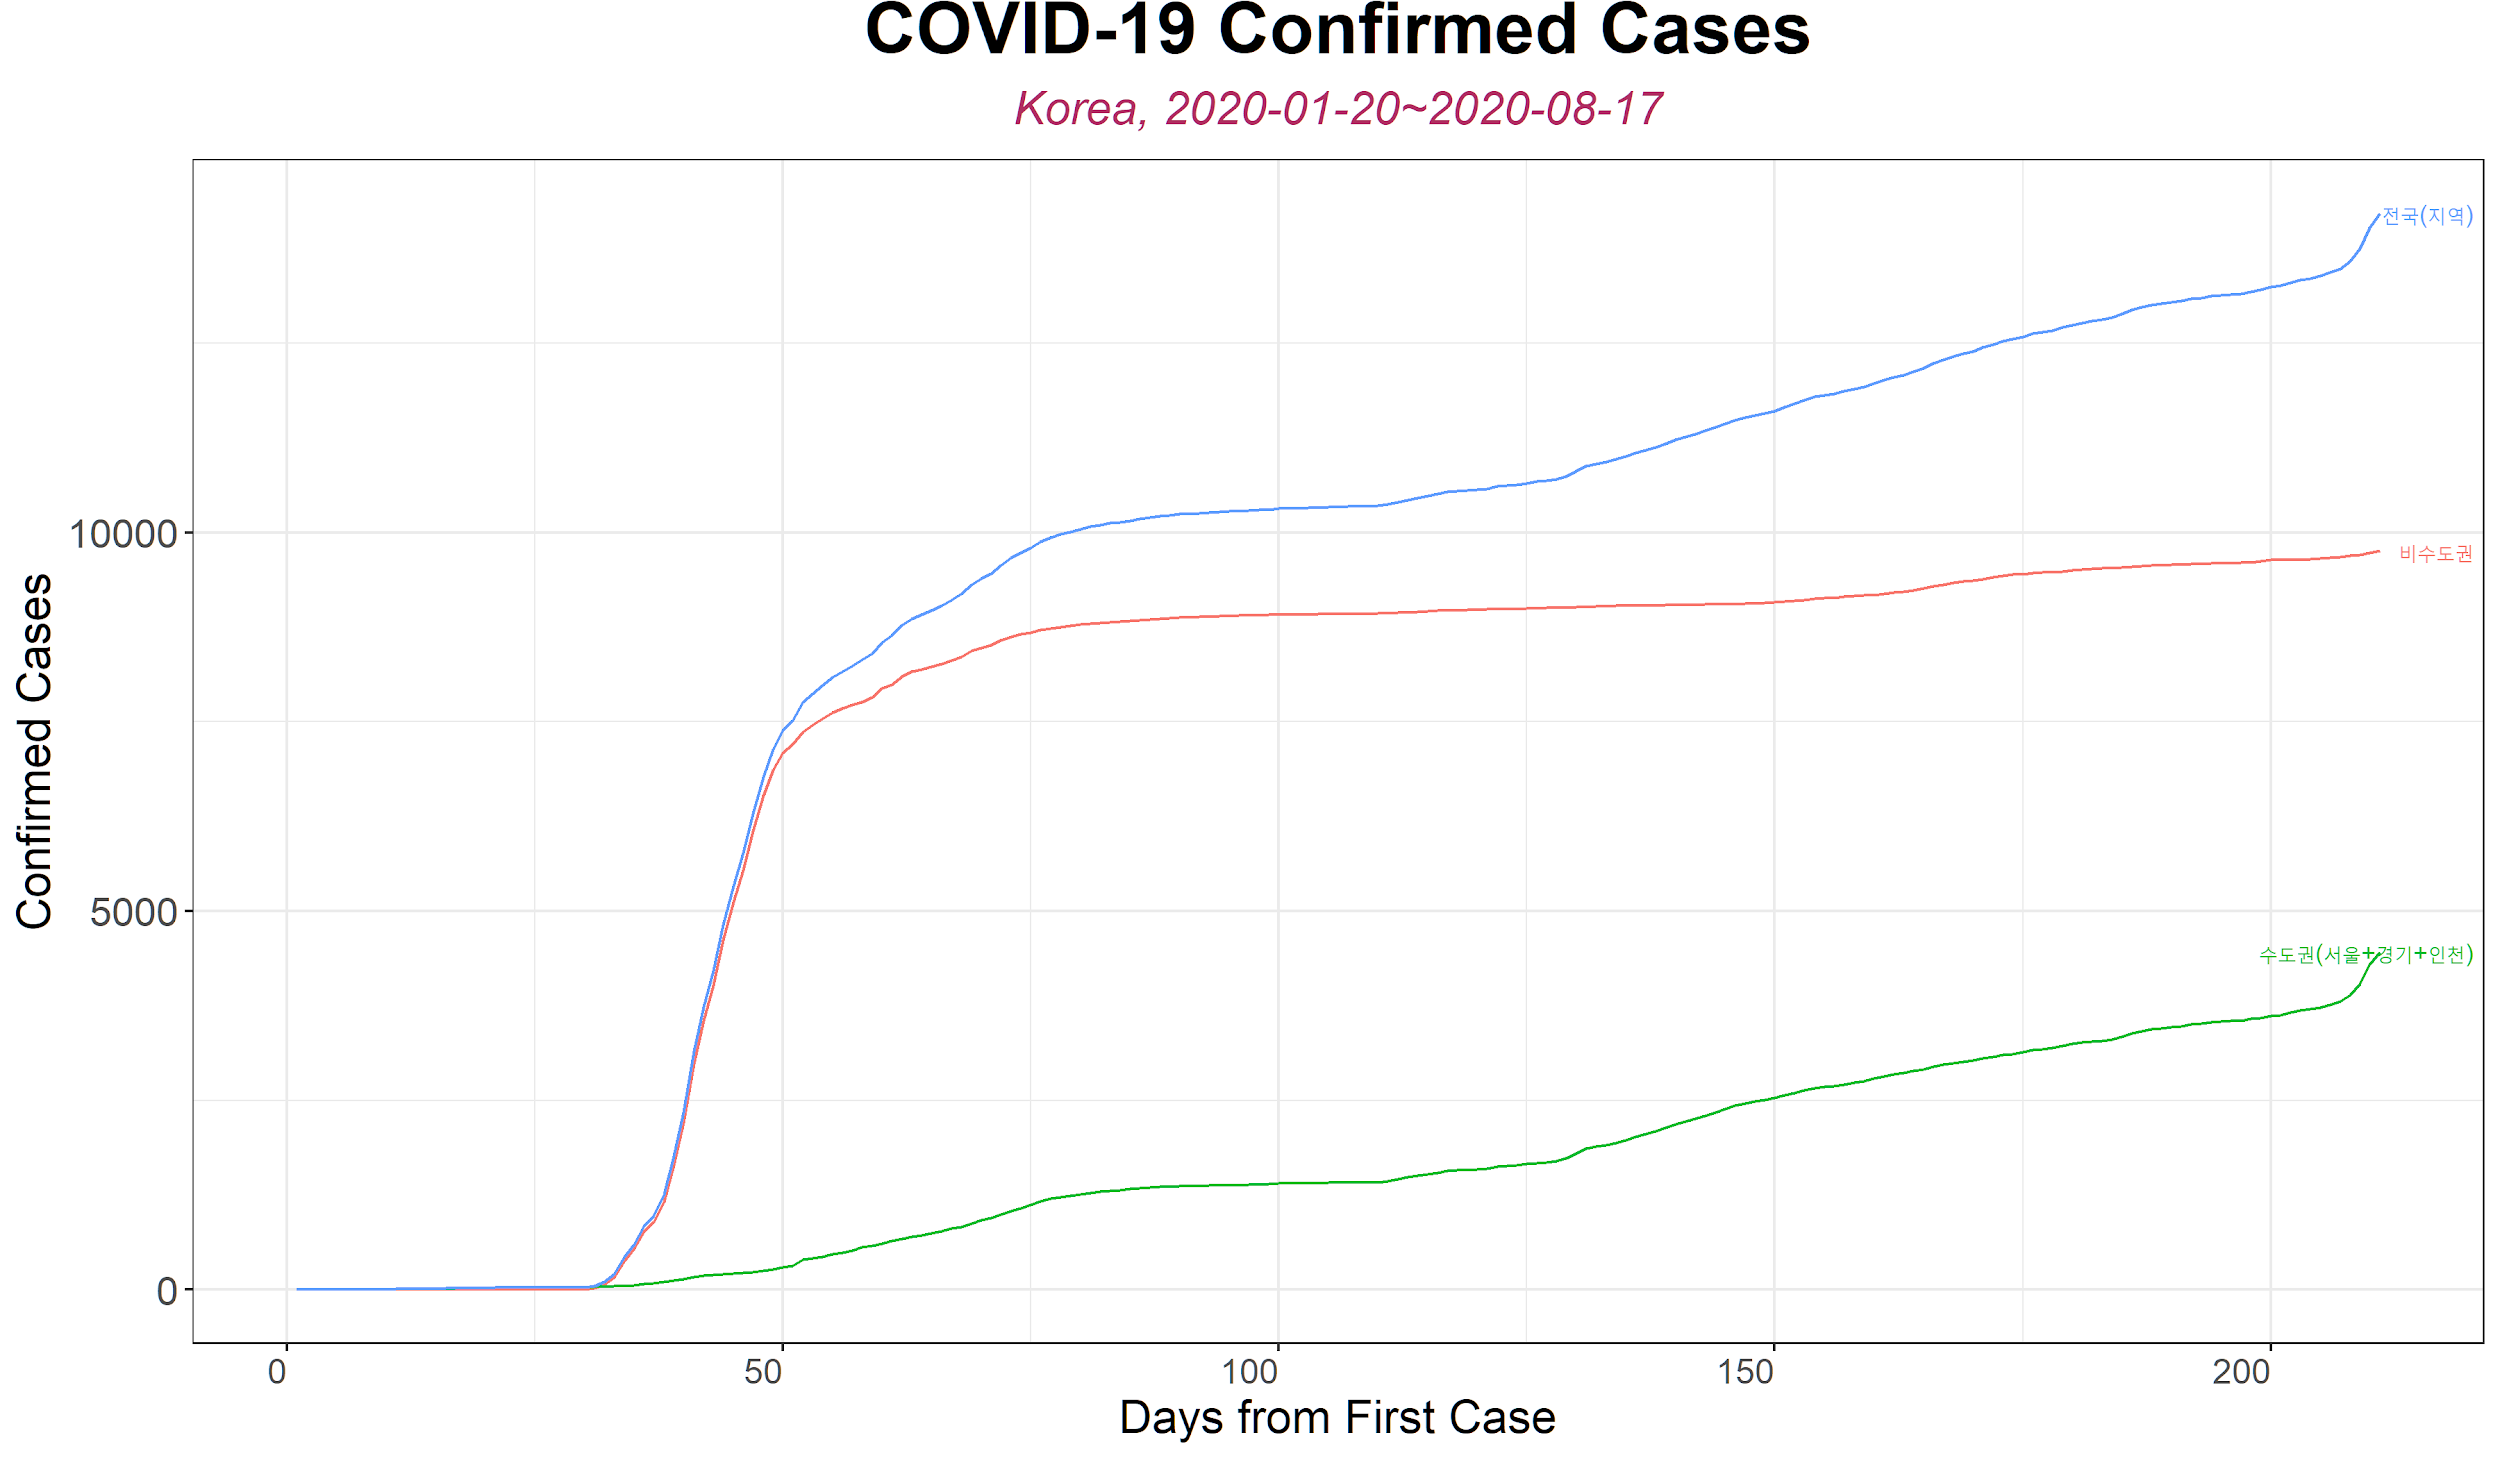 COVID-19 Confirmed Cases
Korea, 2020-01-20~2020-08-17
전국(지역)
10000
비수도권
Confirmed Cases
5000
수도권(서울+경기+인천)
0
0 50 100 150 200
Days from First Case